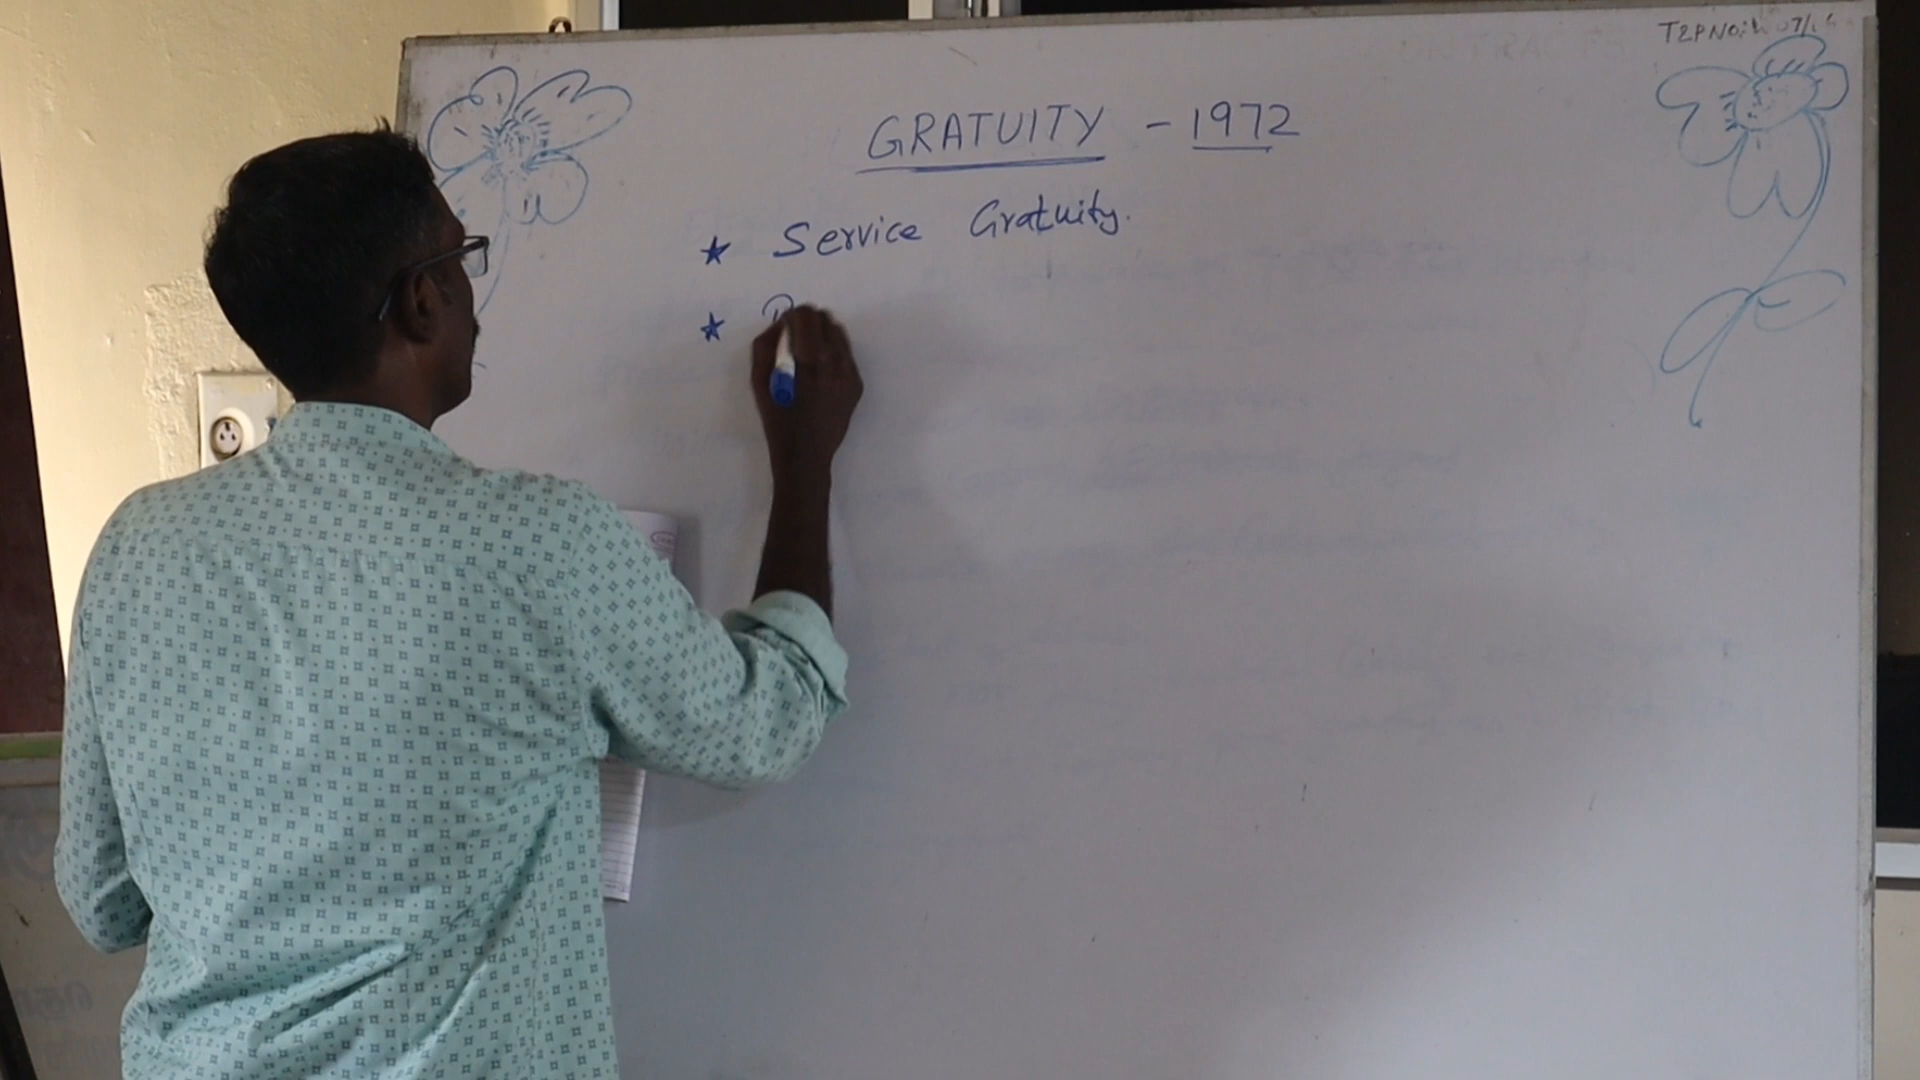 GRATUITY - 1972
★ Service Gratuity.
★